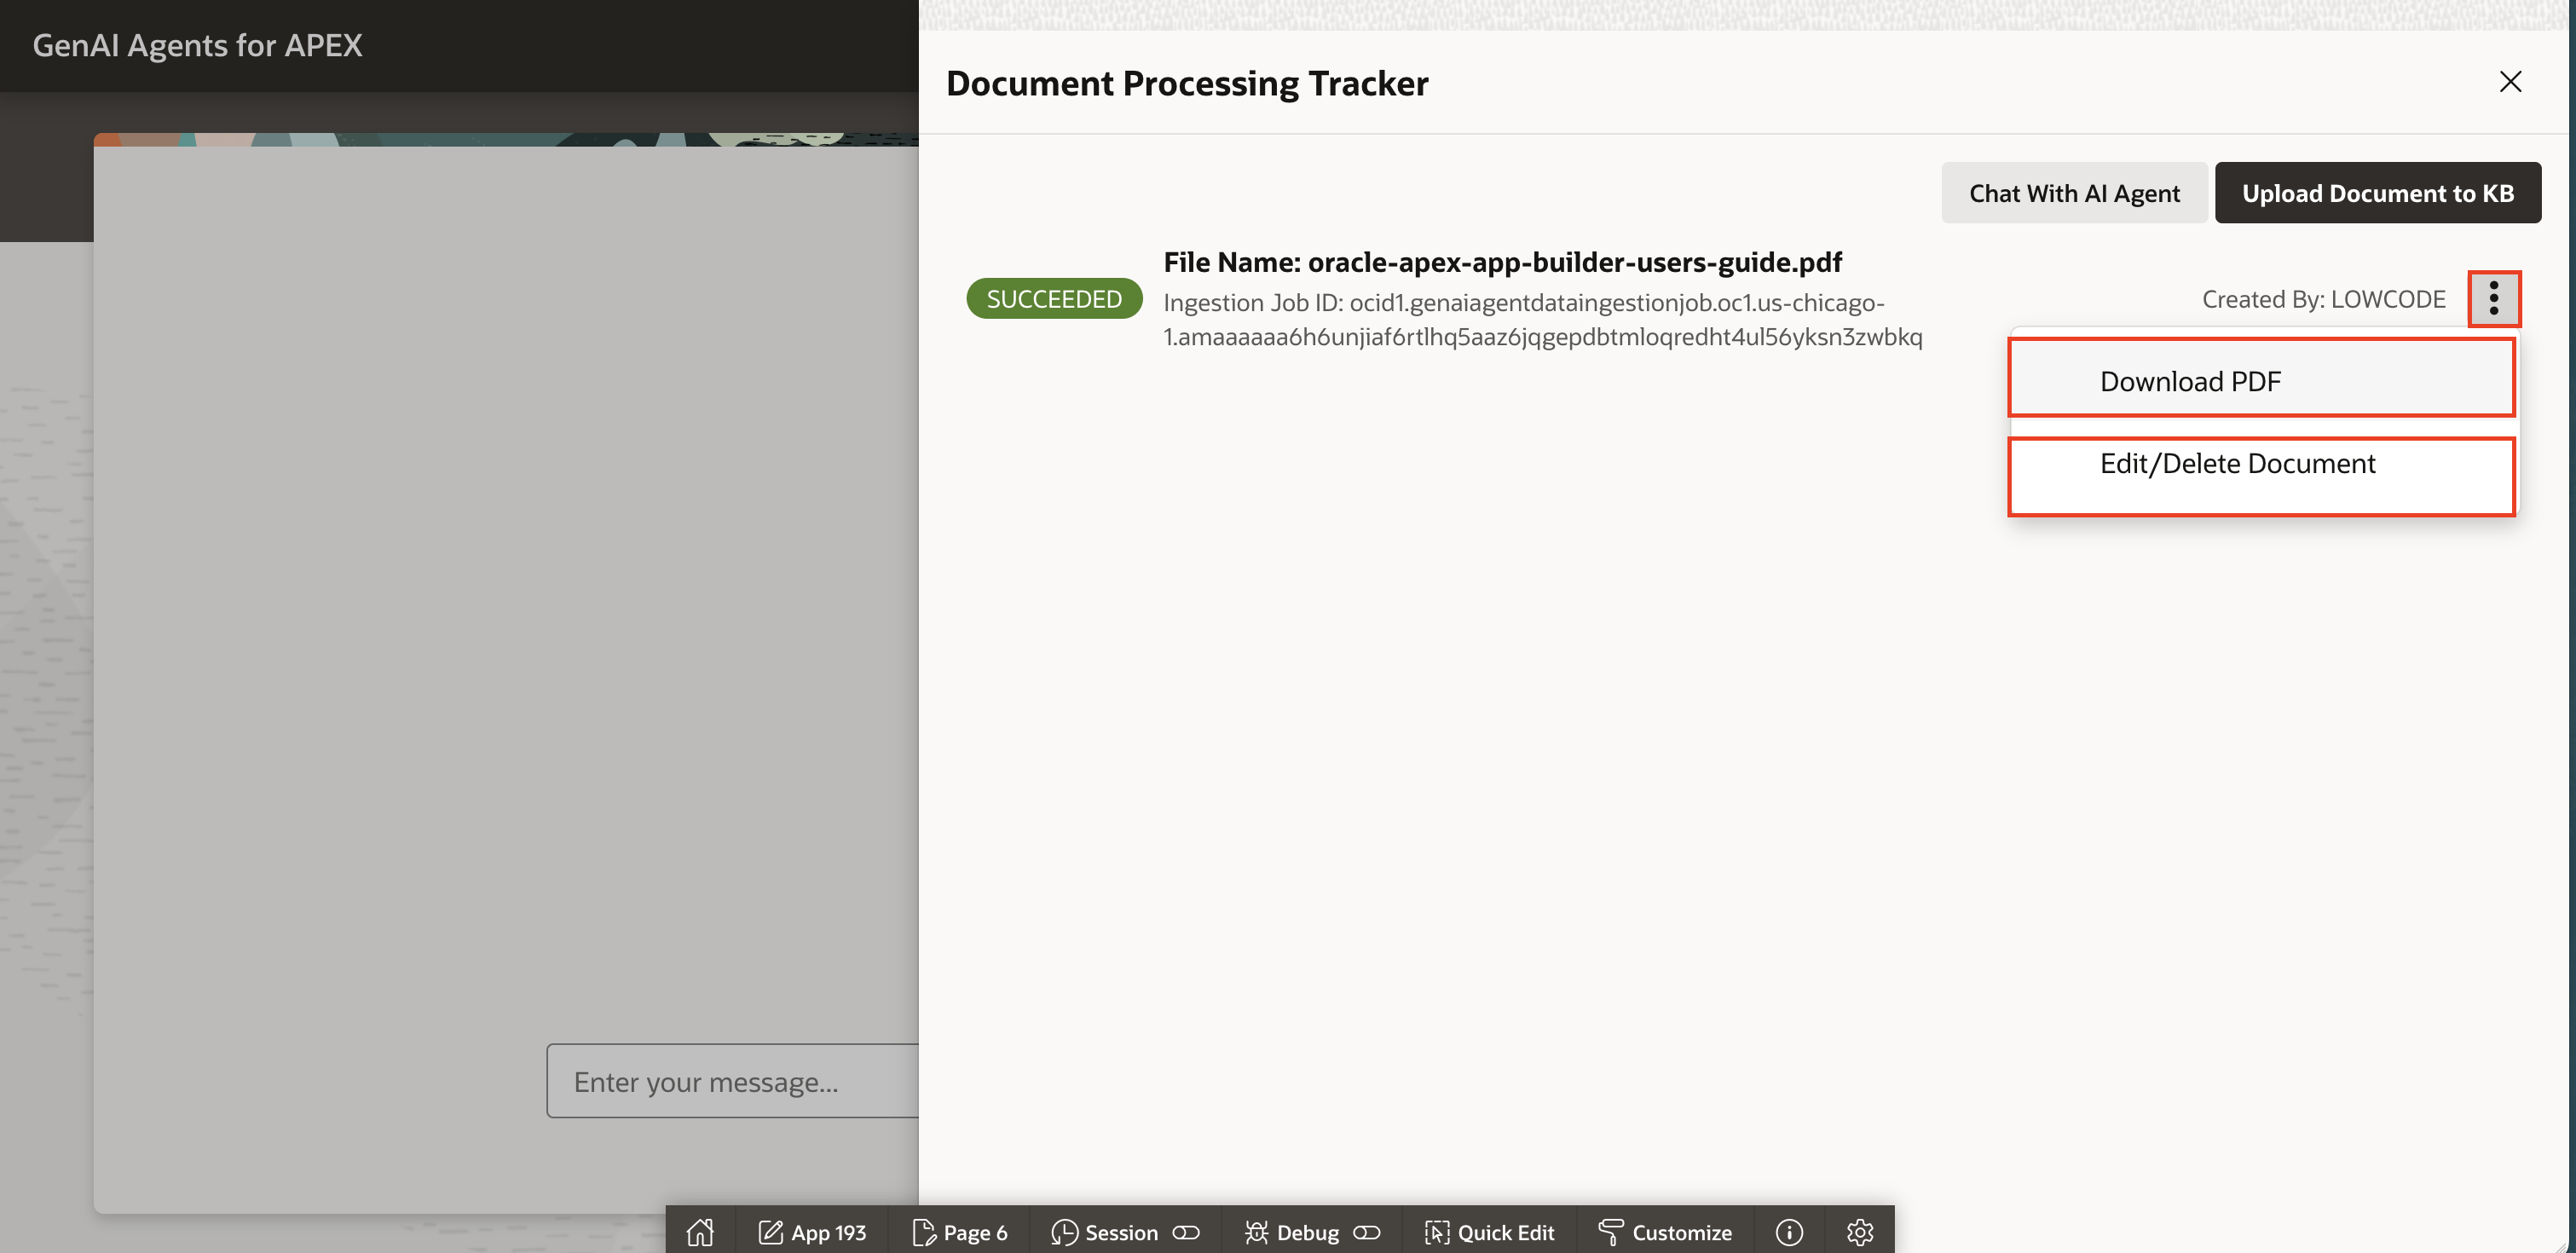 GenAI Agents for APEX
Document Processing Tracker
Chat With AI Agent
Upload Document to KB
File Name: oracle-apex-app-builder-users-guide.pdf
SUCCEEDED
Ingestion Job ID: ocid1.genaiagentdataingestionjob.oc1.us-chicago-
1.amaaaaaa6h6unjiaf6rtlhq5aaz6jqgepdbtmloqredht4ul56yksn3zwbkq
Created By: LOWCODE
Download PDF
Edit/Delete Document
Enter your message...
App 193
Page 6
Session
Debug
Quick Edit
Customize